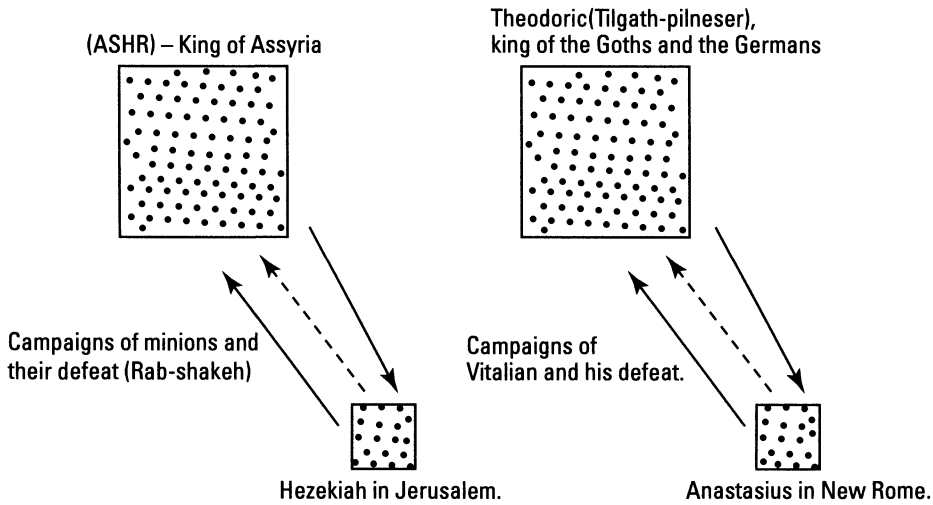 (ASHR) – King of Assyria
Theodoric(Tilgath-pilneser),
king of the Goths and the Germans
Campaigns of minions and
their defeat (Rab-shakeh)
Campaigns of
Vitalian and his defeat.
Hezekiah in Jerusalem.
Anastasius in New Rome.